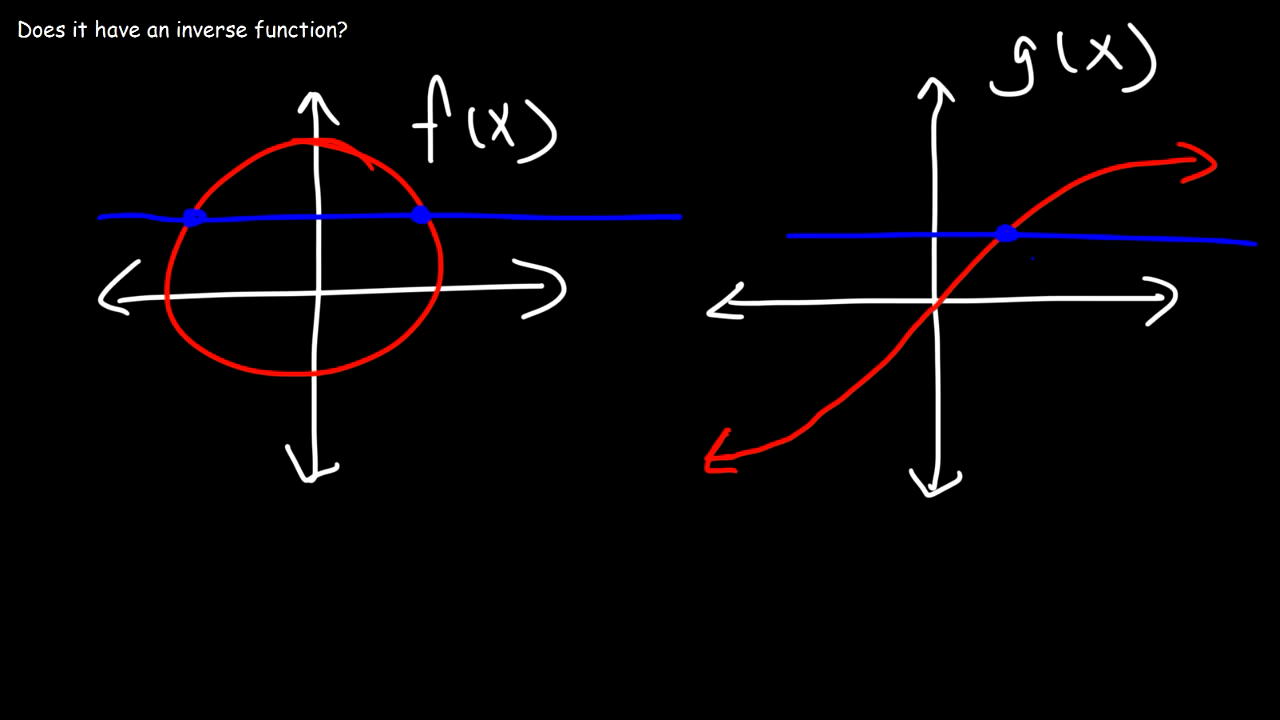 Does it have an inverse function?
f(x)
g(x)